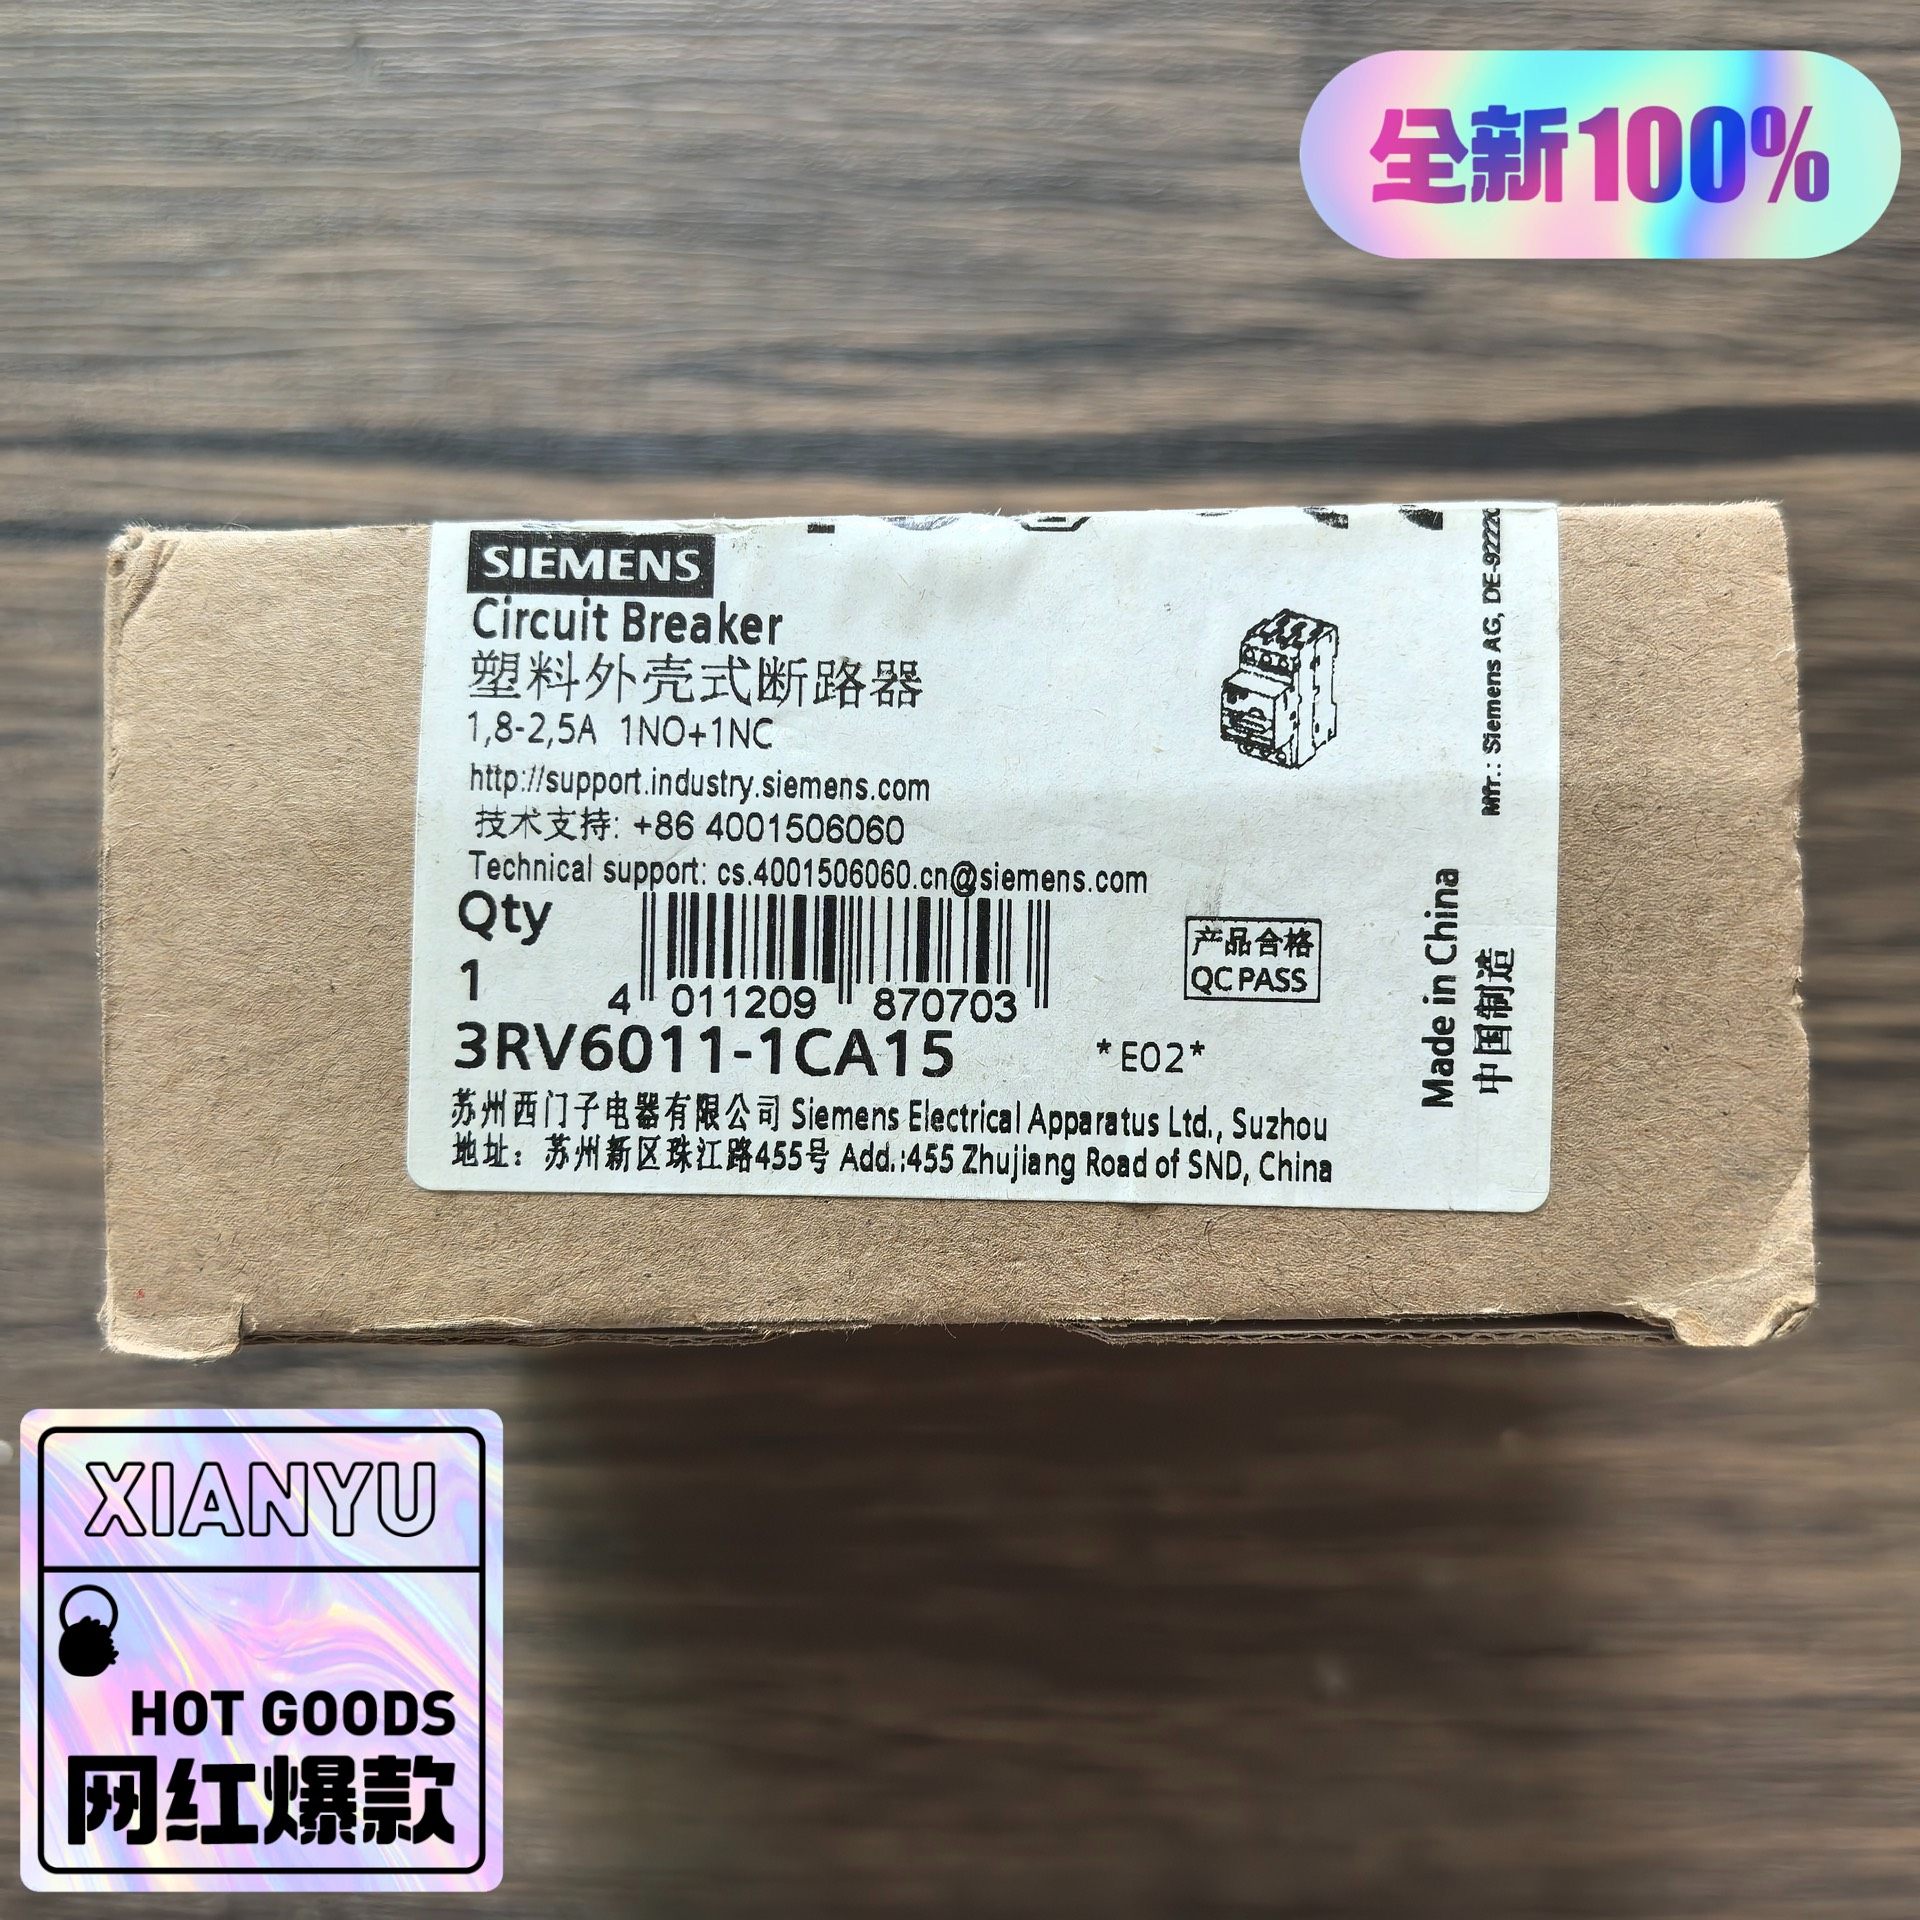 全新100%
SIEMENS
Circuit Breaker
塑料外壳式断路器
1,8-2,5A 1NO+1NC
http://support.industry.siemens.com
技术支持: +86 4001506060
Technical support: cs.4001506060.cn@siemens.com
Qty
1
4 011209 870703
3RV6011-1CA15
*E02*
产品合格
QC PASS
苏州西门子电器有限公司 Siemens Electrical Apparatus Ltd., Suzhou
地址: 苏州新区珠江路455号 Add.:455 Zhujiang Road of SND, China
Made in China
中国制造
Mfr.: Siemens AG, DE-92220
XIANYU
HOT GOODS
网红爆款